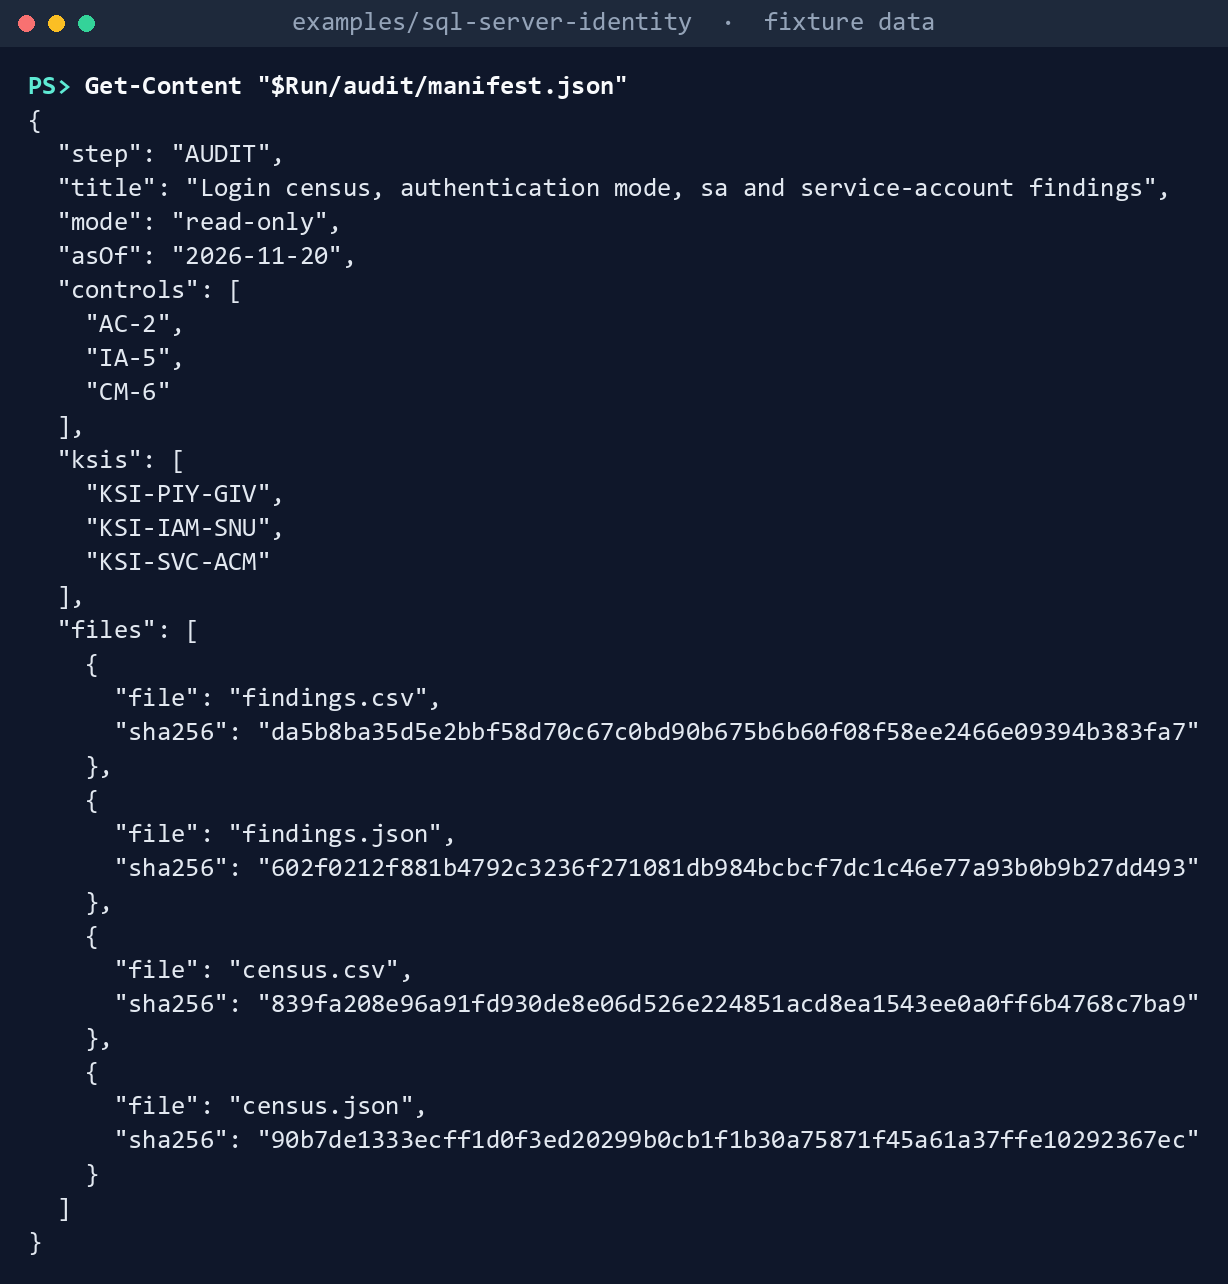 examples/sql-server-identity · fixture data
PS> Get-Content "$Run/audit/manifest.json"
{
  "step": "AUDIT",
  "title": "Login census, authentication mode, sa and service-account findings",
  "mode": "read-only",
  "asOf": "2026-11-20",
  "controls": [
    "AC-2",
    "IA-5",
    "CM-6"
  ],
  "ksis": [
    "KSI-PIY-GIV",
    "KSI-IAM-SNU",
    "KSI-SVC-ACM"
  ],
  "files": [
    {
      "file": "findings.csv",
      "sha256": "da5b8ba35d5e2bbf58d70c67c0bd90b675b6b60f08f58ee2466e09394b383fa7"
    },
    {
      "file": "findings.json",
      "sha256": "602f0212f881b4792c3236f271081db984bcbcf7dc1c46e77a93b0b9b27dd493"
    },
    {
      "file": "census.csv",
      "sha256": "839fa208e96a91fd930de8e06d526e224851acd8ea1543ee0a0ff6b4768c7ba9"
    },
    {
      "file": "census.json",
      "sha256": "90b7de1333ecff1d0f3ed20299b0cb1f1b30a75871f45a61a37ffe10292367ec"
    }
  ]
}